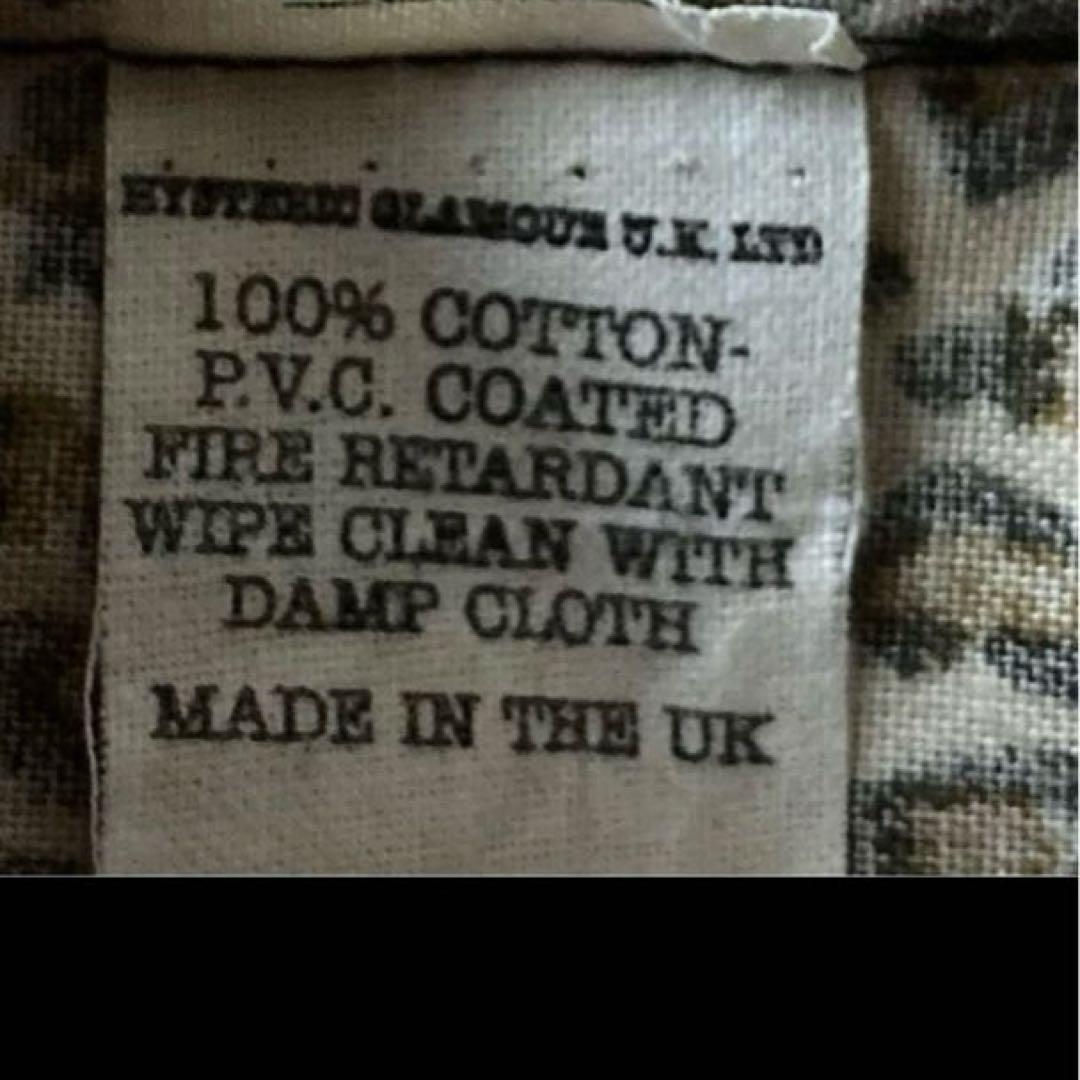 HYSTERIC GLAMOUR U.K. LTD
100% COTTON-
P.V.C. COATED
FIRE RETARDANT
WIPE CLEAN WITH
DAMP CLOTH
MADE IN THE UK